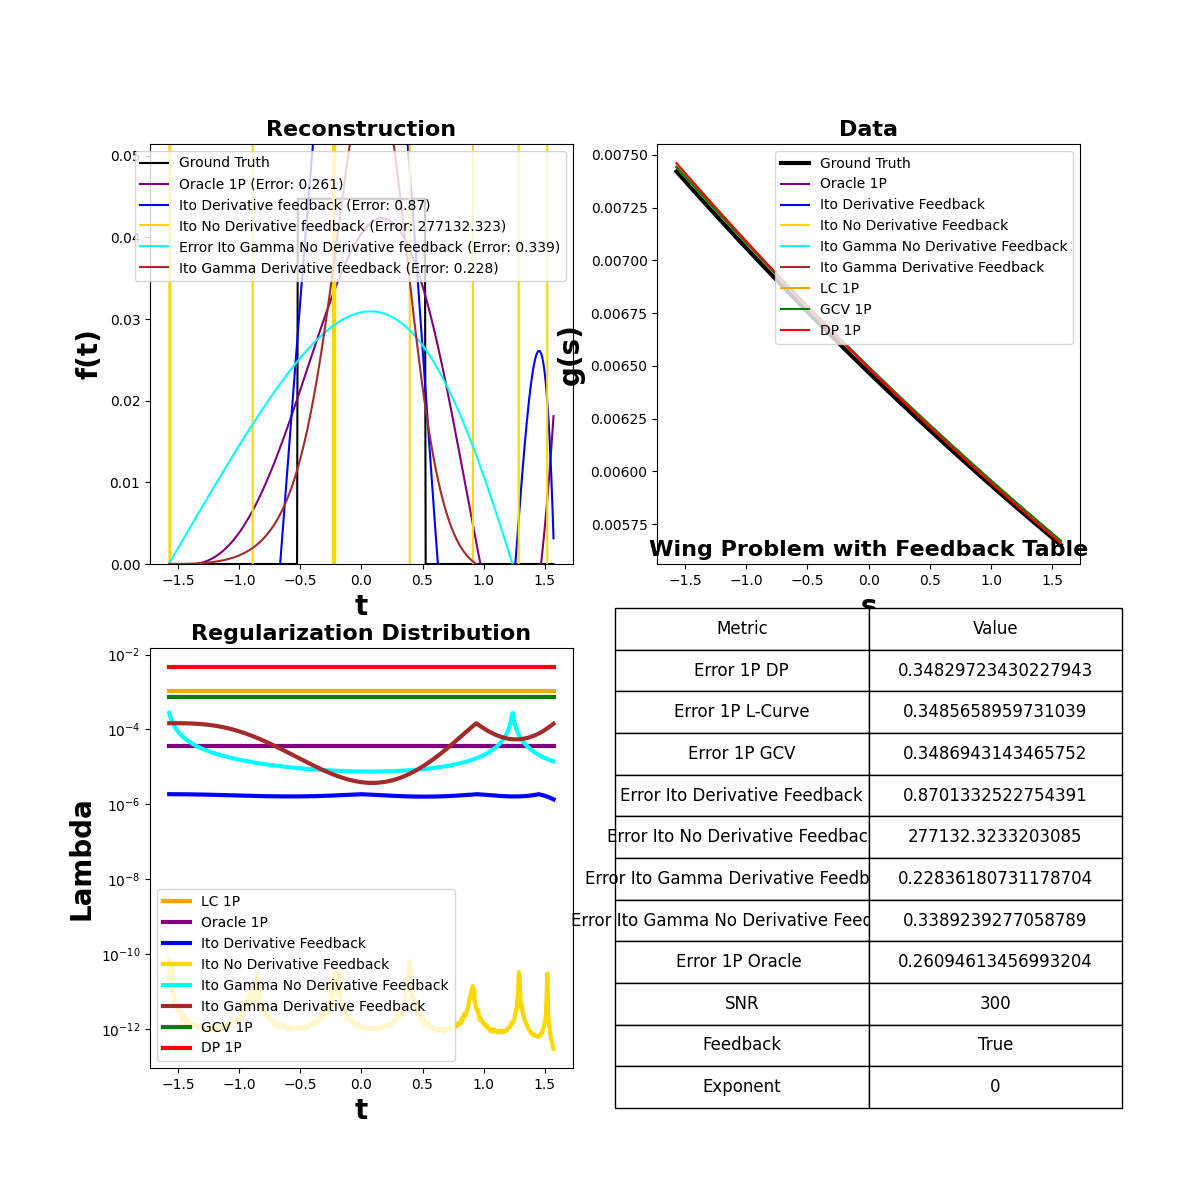 Reconstruction
f(t)
0.05
0.04
0.03
0.02
0.01
0.00
Ground Truth
Oracle 1P (Error: 0.261)
Ito Derivative feedback (Error: 0.87)
Ito No Derivative feedback (Error: 277132.323)
Error Ito Gamma No Derivative feedback (Error: 0.339)
Ito Gamma Derivative feedback (Error: 0.228)
−1.5 −1.0 −0.5 0.0 0.5 1.0 1.5
t
Data
g(s)
0.00750
0.00725
0.00700
0.00675
0.00650
0.00625
0.00600
0.00575
Ground Truth
Oracle 1P
Ito Derivative Feedback
Ito No Derivative Feedback
Ito Gamma No Derivative Feedback
Ito Gamma Derivative Feedback
LC 1P
GCV 1P
DP 1P
−1.5 −1.0 −0.5 0.0 0.5 1.0 1.5
s
Regularization Distribution
Lambda
10−2
10−4
10−6
10−8
10−10
10−12
LC 1P
Oracle 1P
Ito Derivative Feedback
Ito No Derivative Feedback
Ito Gamma No Derivative Feedback
Ito Gamma Derivative Feedback
GCV 1P
DP 1P
−1.5 −1.0 −0.5 0.0 0.5 1.0 1.5
t
Wing Problem with Feedback Table
Metric Value
Error 1P DP 0.34829723430227943
Error 1P L-Curve 0.3485658959731039
Error 1P GCV 0.3486943143465752
Error Ito Derivative Feedback 0.8701332522754391
Error Ito No Derivative Feedbac 277132.3233203085
Error Ito Gamma Derivative Feedb 0.22836180731178704
Error Ito Gamma No Derivative Feed 0.3389239277058789
Error 1P Oracle 0.26094613456993204
SNR 300
Feedback True
Exponent 0